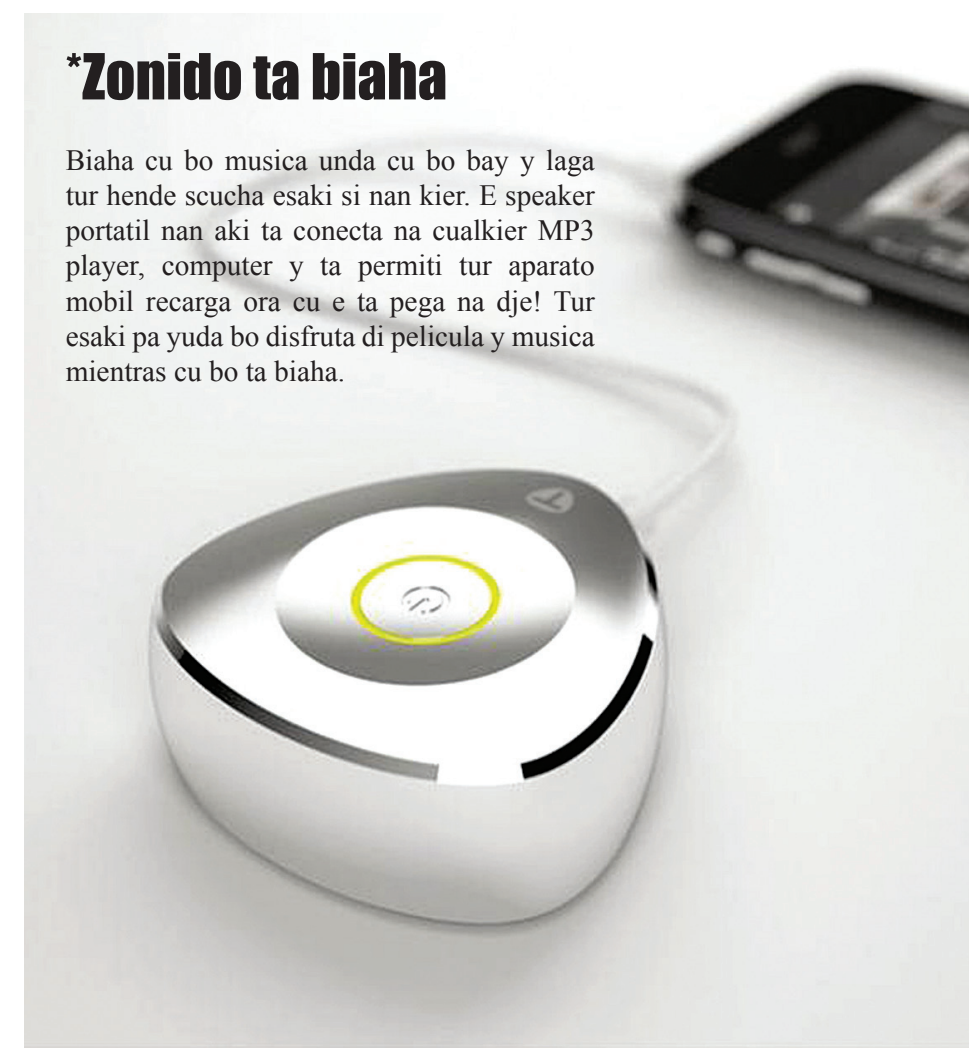 *Zonido ta biaha
Biaha cu bo musica unda cu bo bay y laga
tur hende scucha esaki si nan kier. E speaker
portatil nan aki ta conecta na cualkier MP3
player, computer y ta permiti tur aparato
mobil recarga ora cu e ta pega na dje! Tur
esaki pa yuda bo disfruta di pelicula y musica
mientras cu bo ta biaha.